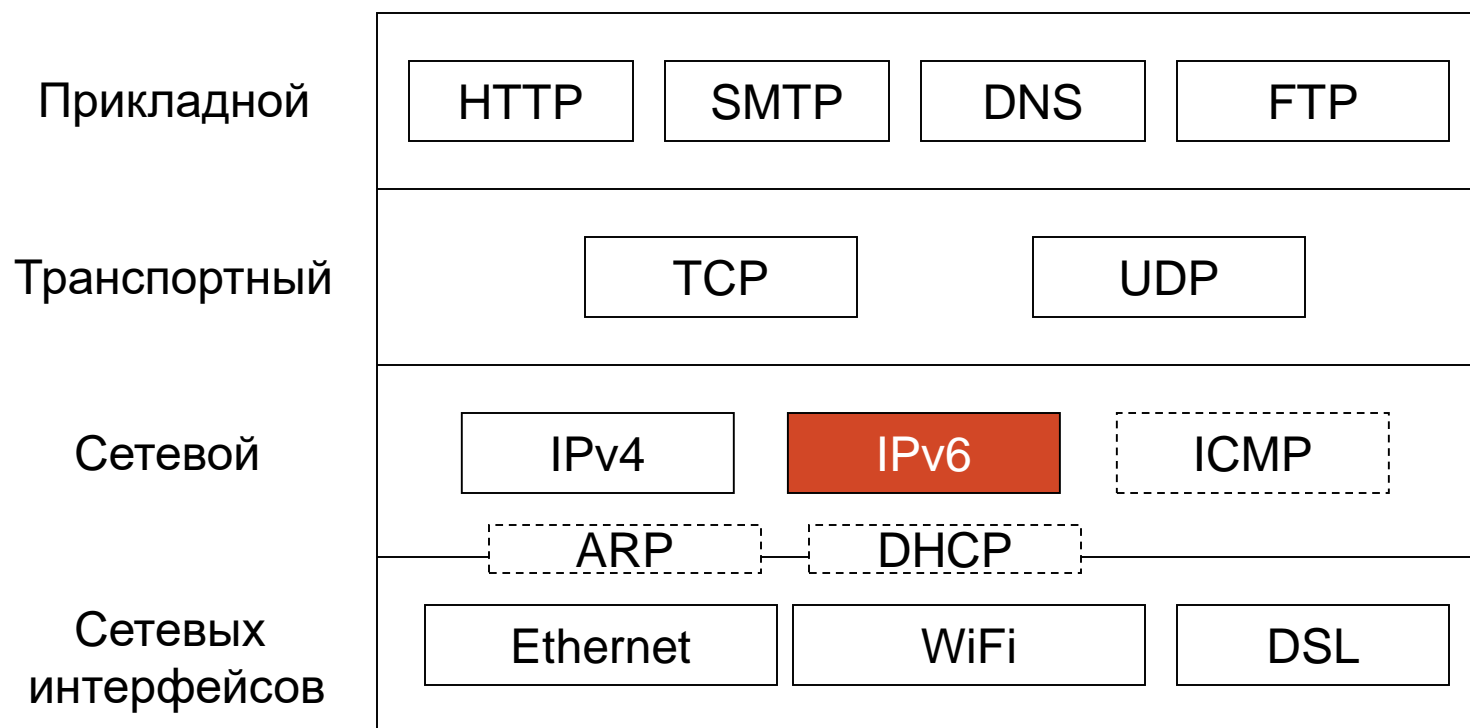 Прикладной
HTTP
SMTP
DNS
FTP
Транспортный
TCP
UDP
Сетевой
IPv4
IPv6
ICMP
ARP
DHCP
Сетевых
интерфейсов
Ethernet
WiFi
DSL